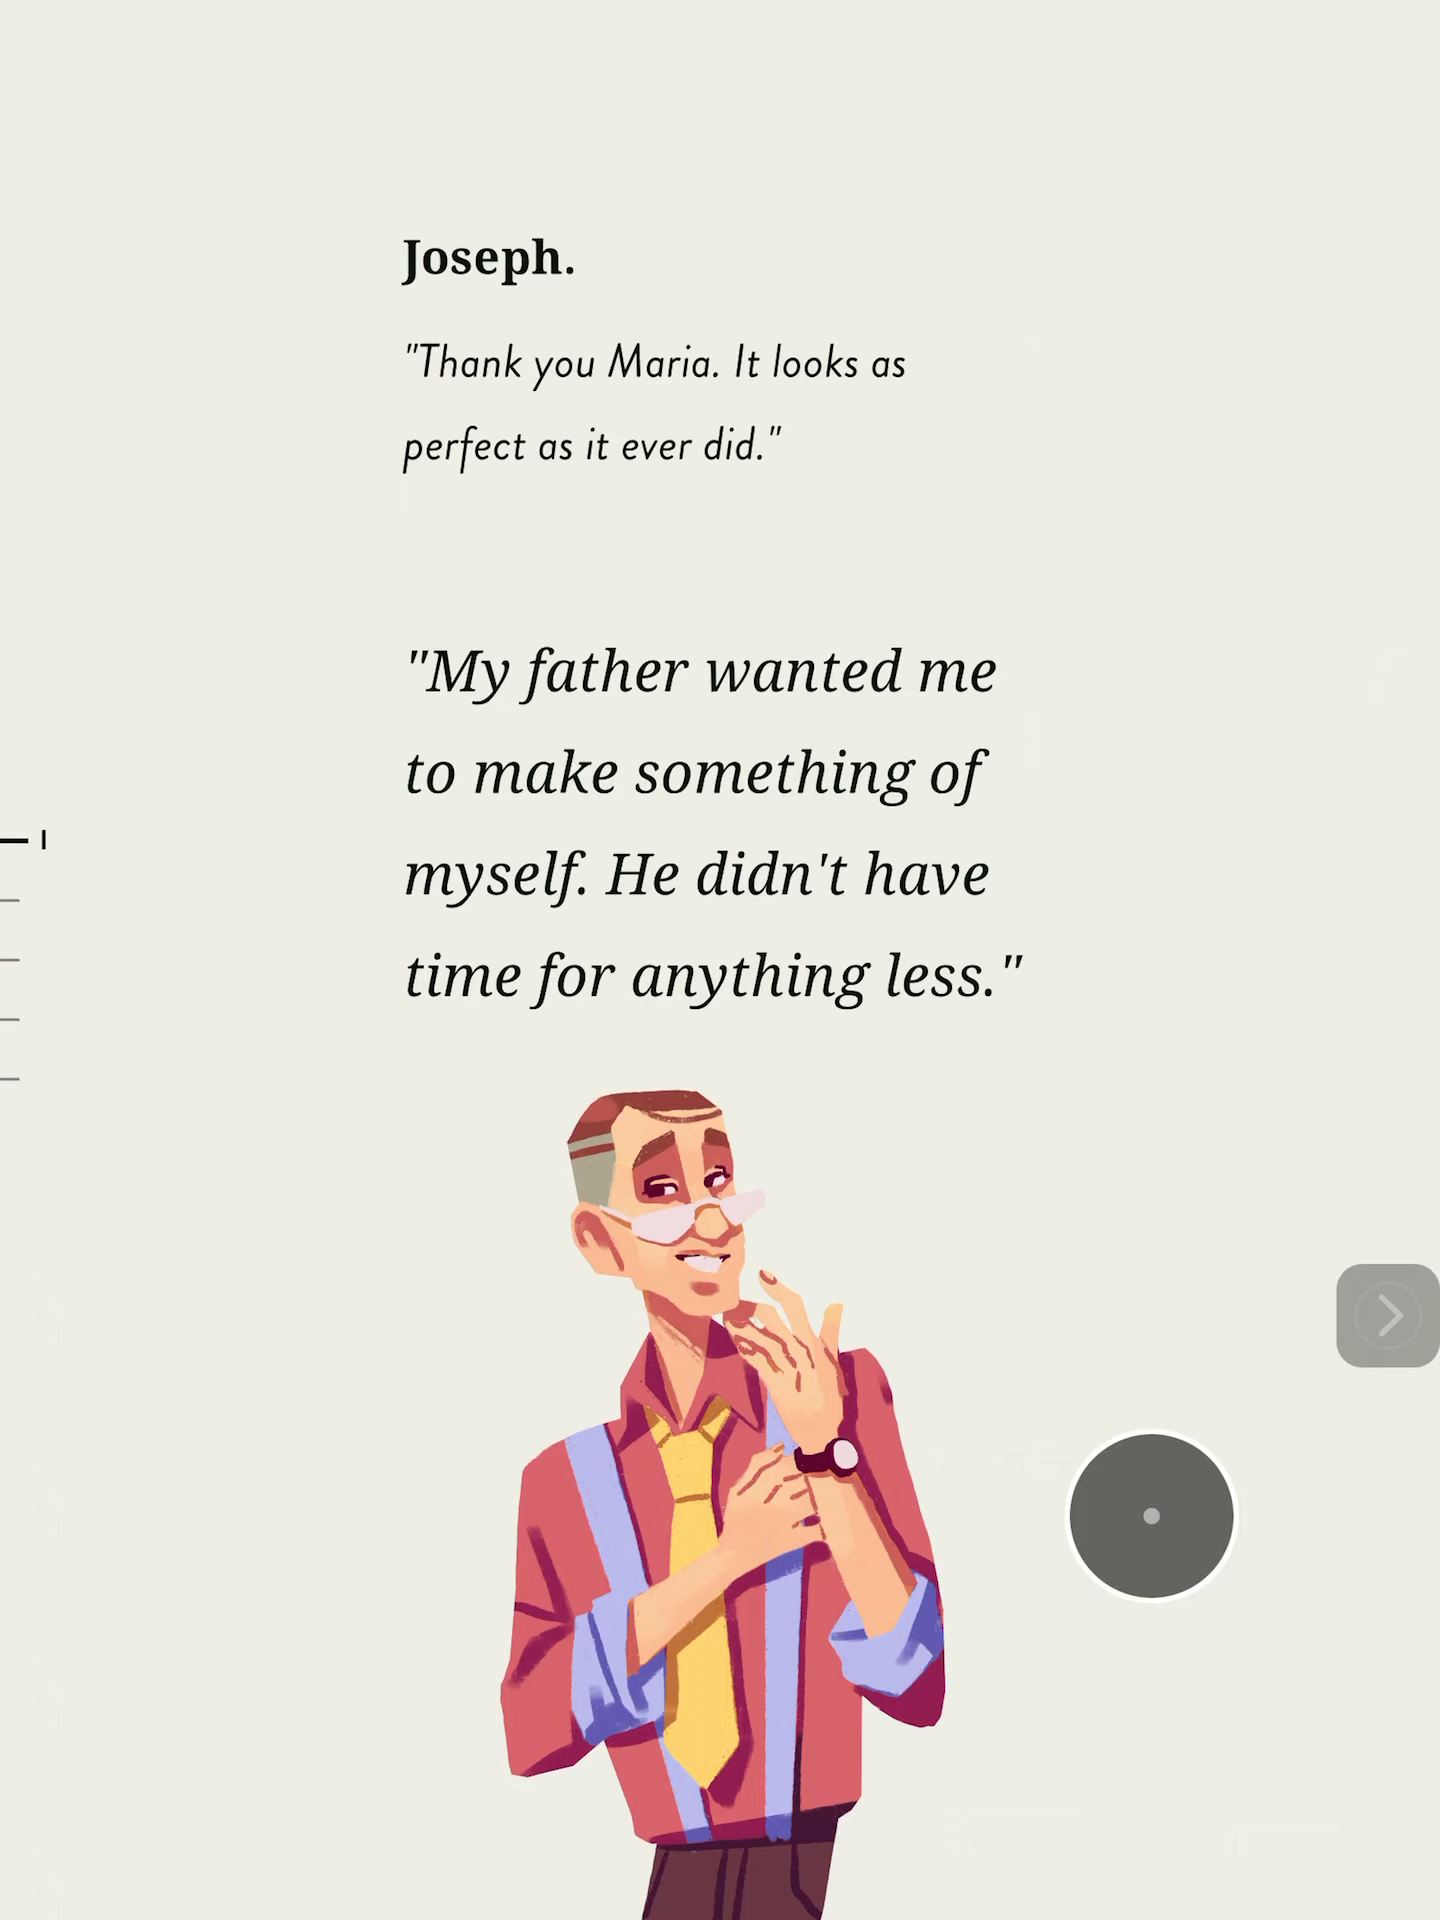 Joseph.
"Thank you Maria. It looks as
perfect as it ever did."
"My father wanted me
to make something of
myself. He didn't have
time for anything less."
I